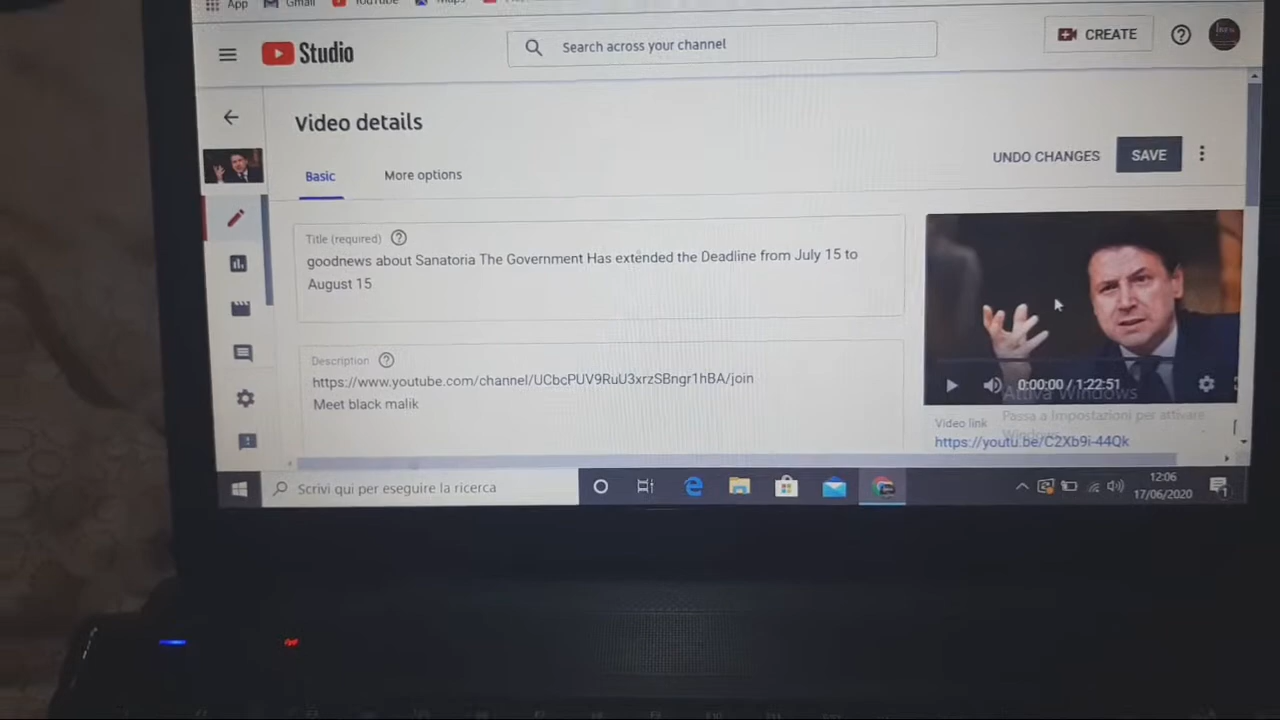 App Gmail YouTube Maps
Studio
Search across your channel
CREATE
Video details
UNDO CHANGES
SAVE
Basic
More options
Title (required)
goodnews about Sanatoria The Government Has extended the Deadline from July 15 to
August 15
Description
https://www.youtube.com/channel/UCbcPUV9RuU3xrzSBngr1hBA/join
Meet black malik
0:00:00 / 1:22:51
Attiva Windows
Passa a Impostazioni per attivare
Windows.
Video link
https://youtu.be/C2Xb9i-44Qk
Scrivi qui per eseguire la ricerca
12:06
17/06/2020
1